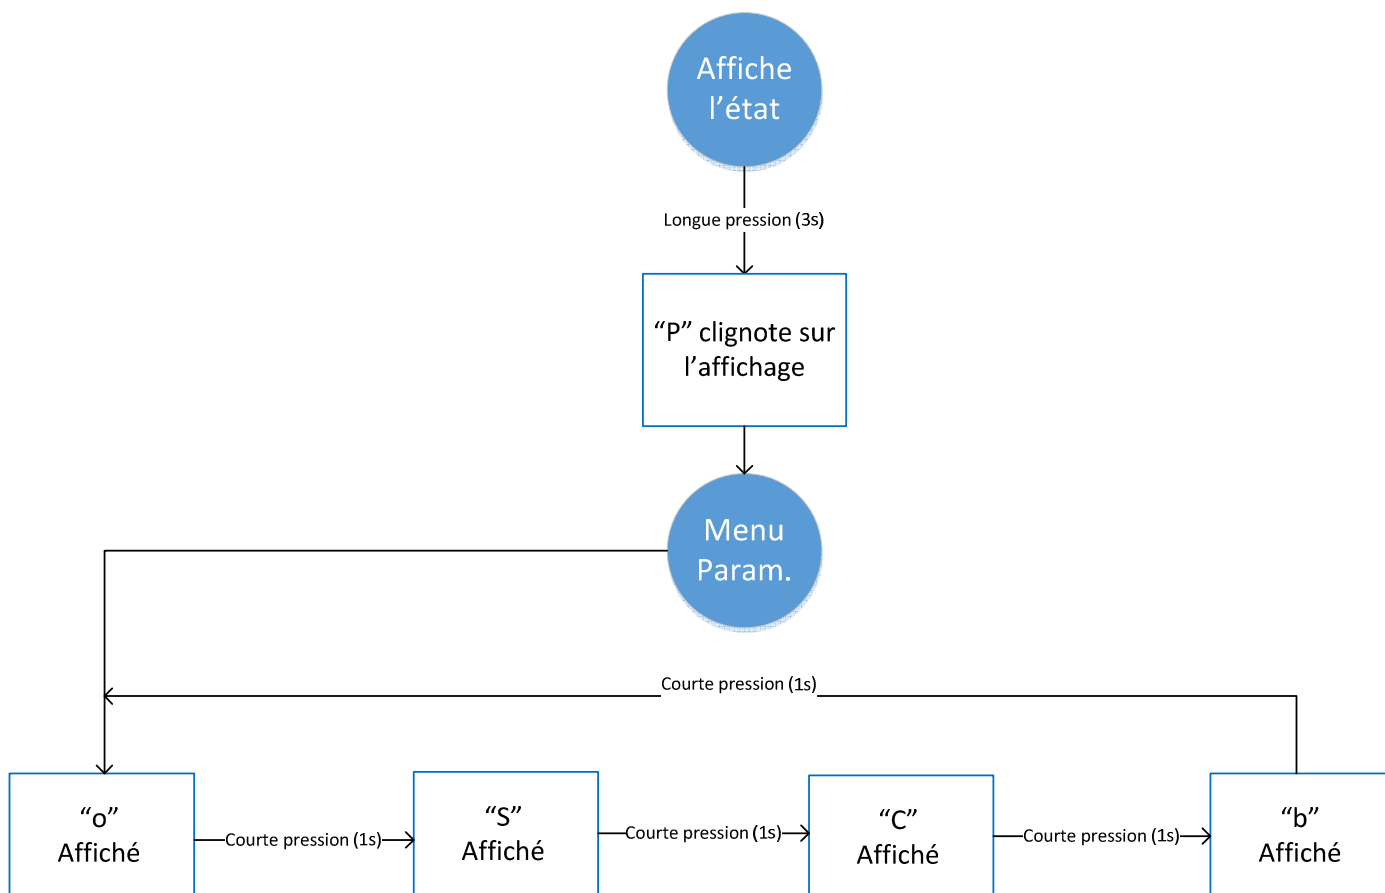 Affiche
l’état
Longue pression (3s)
“P” clignote sur
l’affichage
Menu
Param.
Courte pression (1s)
“o”
Affiché
Courte pression (1s)
“S”
Affiché
Courte pression (1s)
“C”
Affiché
Courte pression (1s)
“b”
Affiché